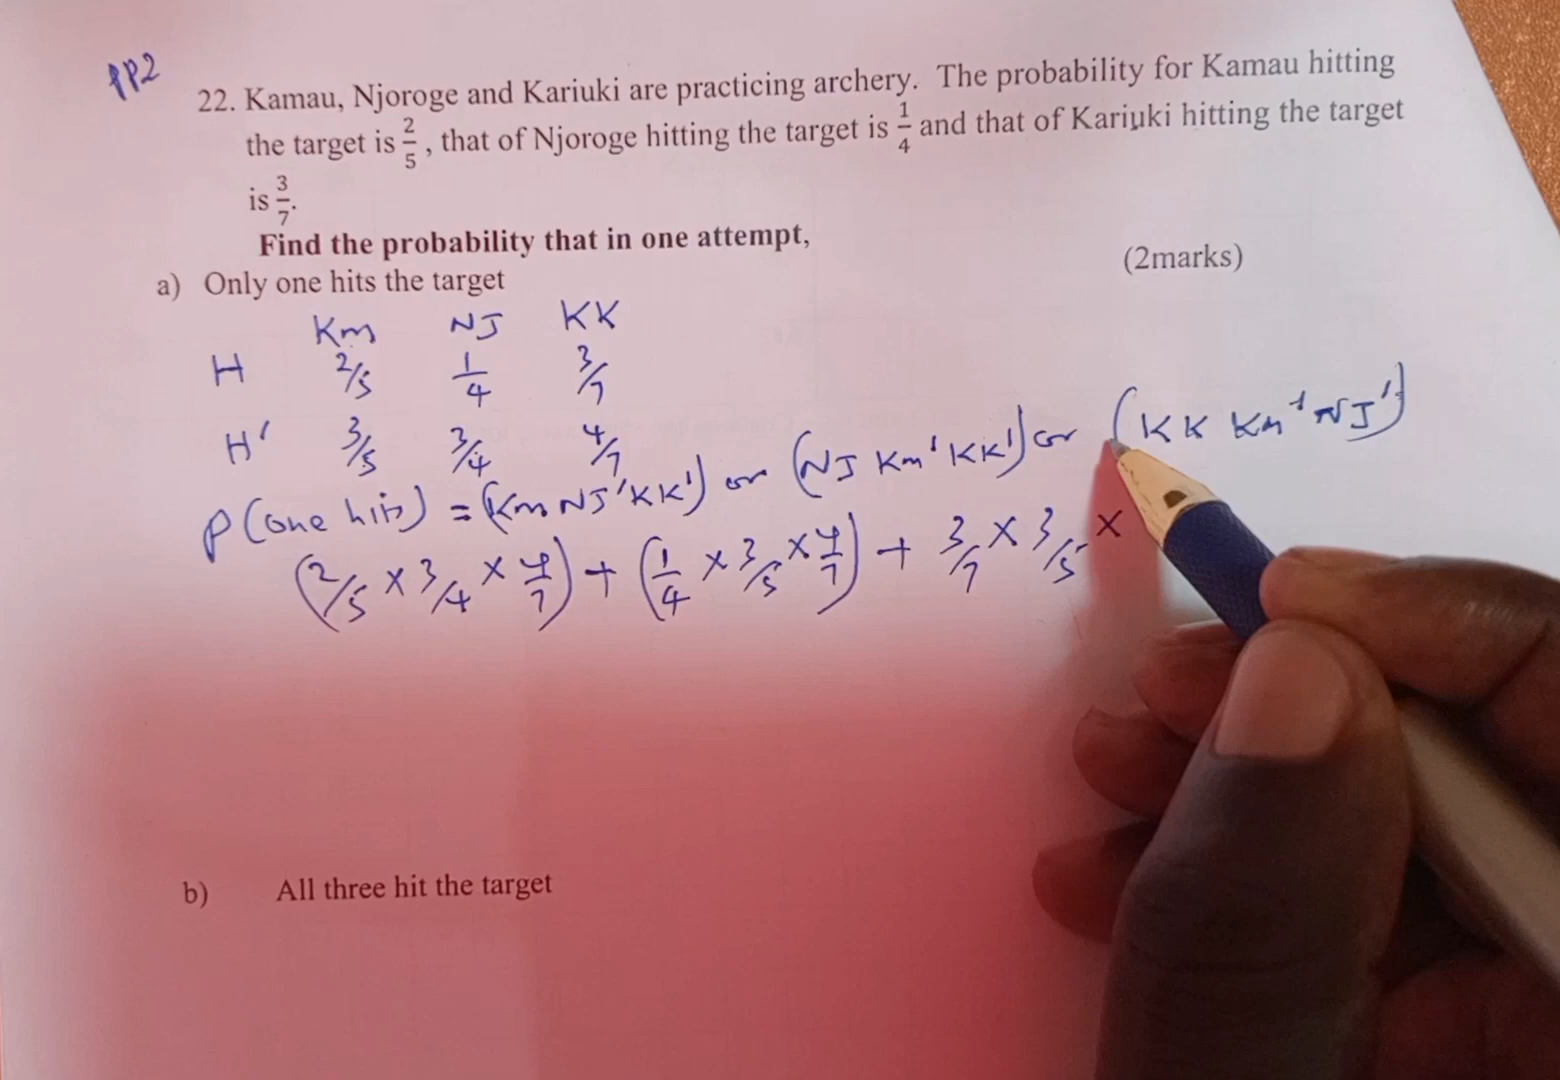 PP2
22. Kamau, Njoroge and Kariuki are practicing archery. The probability for Kamau hitting
the target is 2/5, that of Njoroge hitting the target is 1/4 and that of Kariuki hitting the target
is 3/7.
Find the probability that in one attempt,
a) Only one hits the target (2marks)
Km NJ KK
H 2/5 1/4 3/7
H' 3/5 3/4 4/7
P(one hits) = (Km NJ' KK') or (NJ Km' KK') or (KK Km' NJ')
(2/5 × 3/4 × 4/7) + (1/4 × 3/5 × 4/7) + 3/7 × 3/5 ×
b) All three hit the target